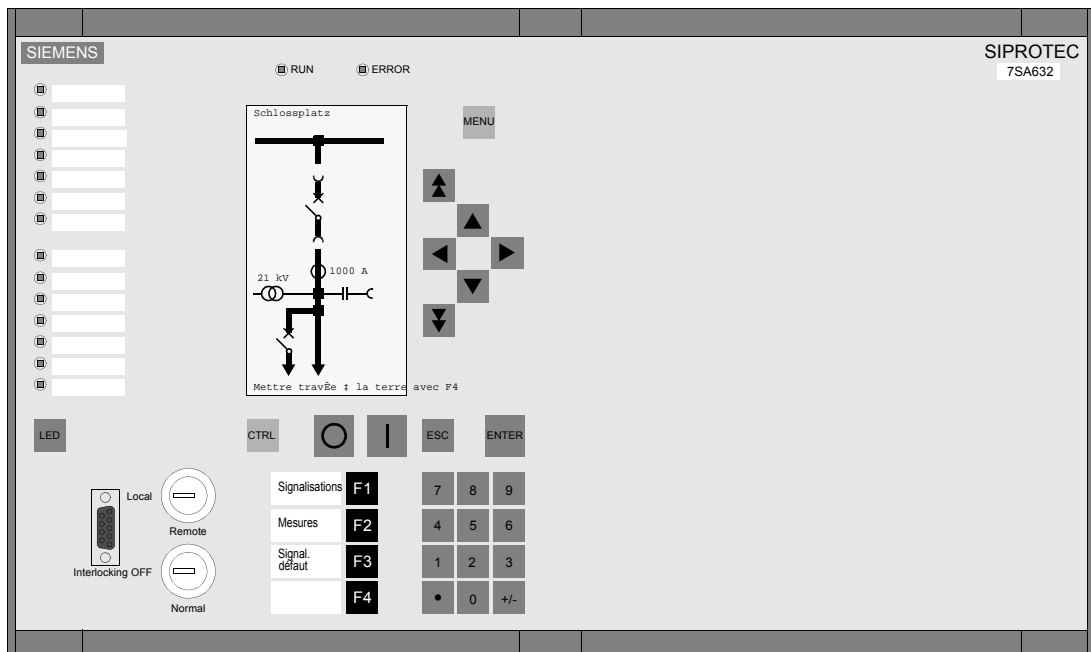 SIEMENS
SIPROTEC
7SA632
RUN
ERROR
Schlossplatz
MENU
21 kV
1000 A
Mettre travÈe ‡ la terre avec F4
LED
CTRL
ESC
ENTER
Local
Remote
Interlocking OFF
Normal
Signalisations
F1
Mesures
F2
Signal.
défaut
F3
F4
7 8 9
4 5 6
1 2 3
• 0 +/-